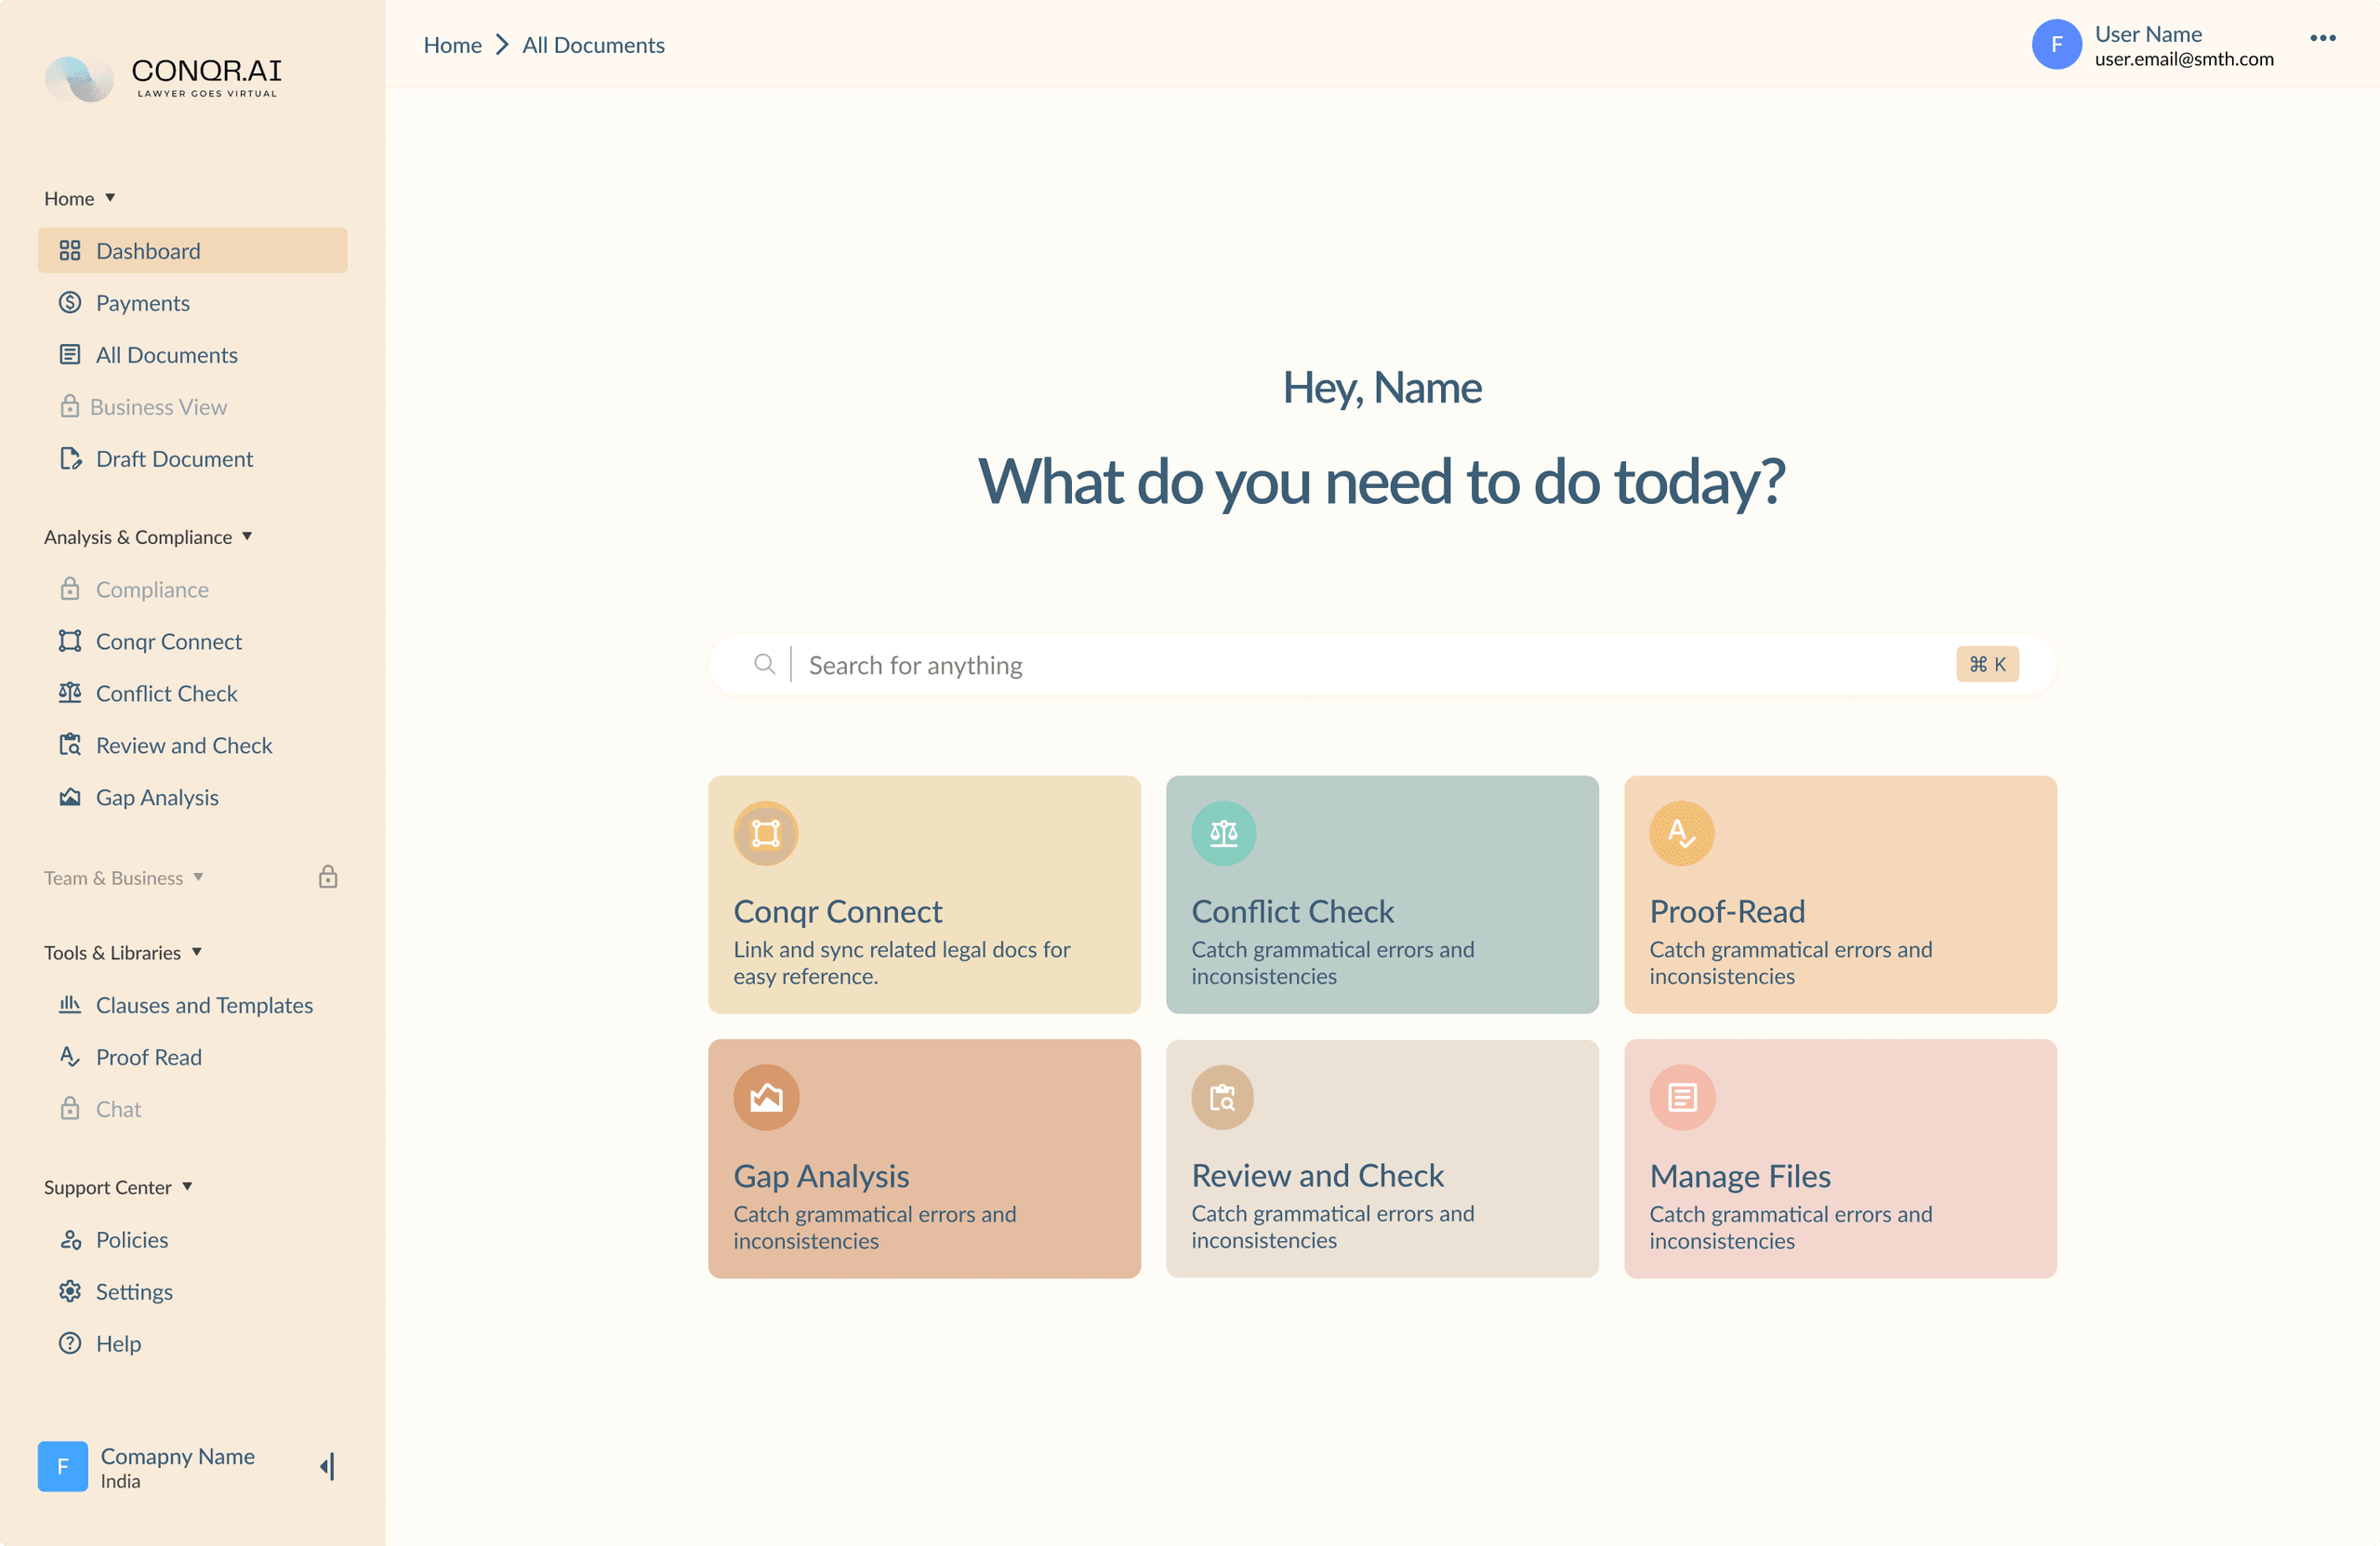 CONQR.AI
LAWYER GOES VIRTUAL
Home
Dashboard
Payments
All Documents
Business View
Draft Document
Analysis & Compliance
Compliance
Conqr Connect
Conflict Check
Review and Check
Gap Analysis
Team & Business
Tools & Libraries
Clauses and Templates
Proof Read
Chat
Support Center
Policies
Settings
Help
F
Comapny Name
India
Home > All Documents
F
User Name
user.email@smth.com
Hey, Name
What do you need to do today?
Search for anything
⌘ K
Conqr Connect
Link and sync related legal docs for
easy reference.
Conflict Check
Catch grammatical errors and
inconsistencies
Proof-Read
Catch grammatical errors and
inconsistencies
Gap Analysis
Catch grammatical errors and
inconsistencies
Review and Check
Catch grammatical errors and
inconsistencies
Manage Files
Catch grammatical errors and
inconsistencies